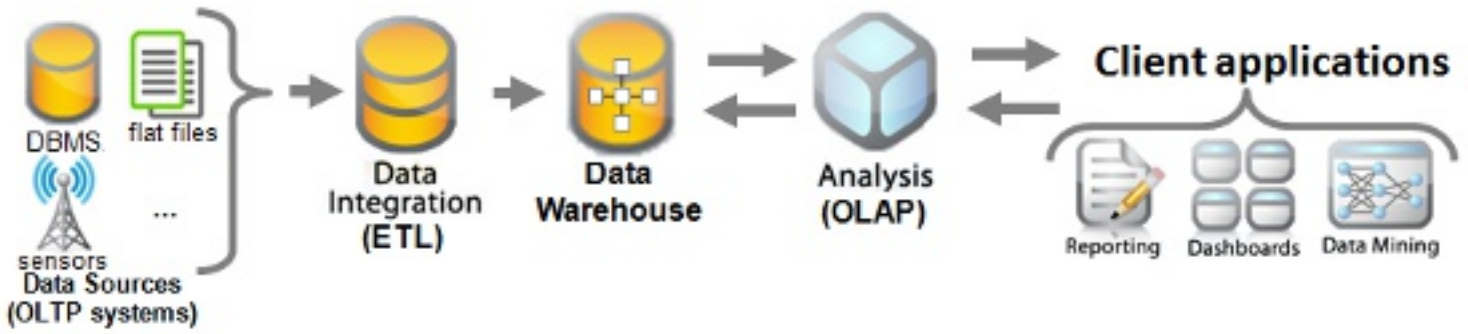 DBMS
flat files
sensors
...
Data Sources
(OLTP systems)
Data
Integration
(ETL)
Data
Warehouse
Analysis
(OLAP)
Client applications
Reporting
Dashboards
Data Mining